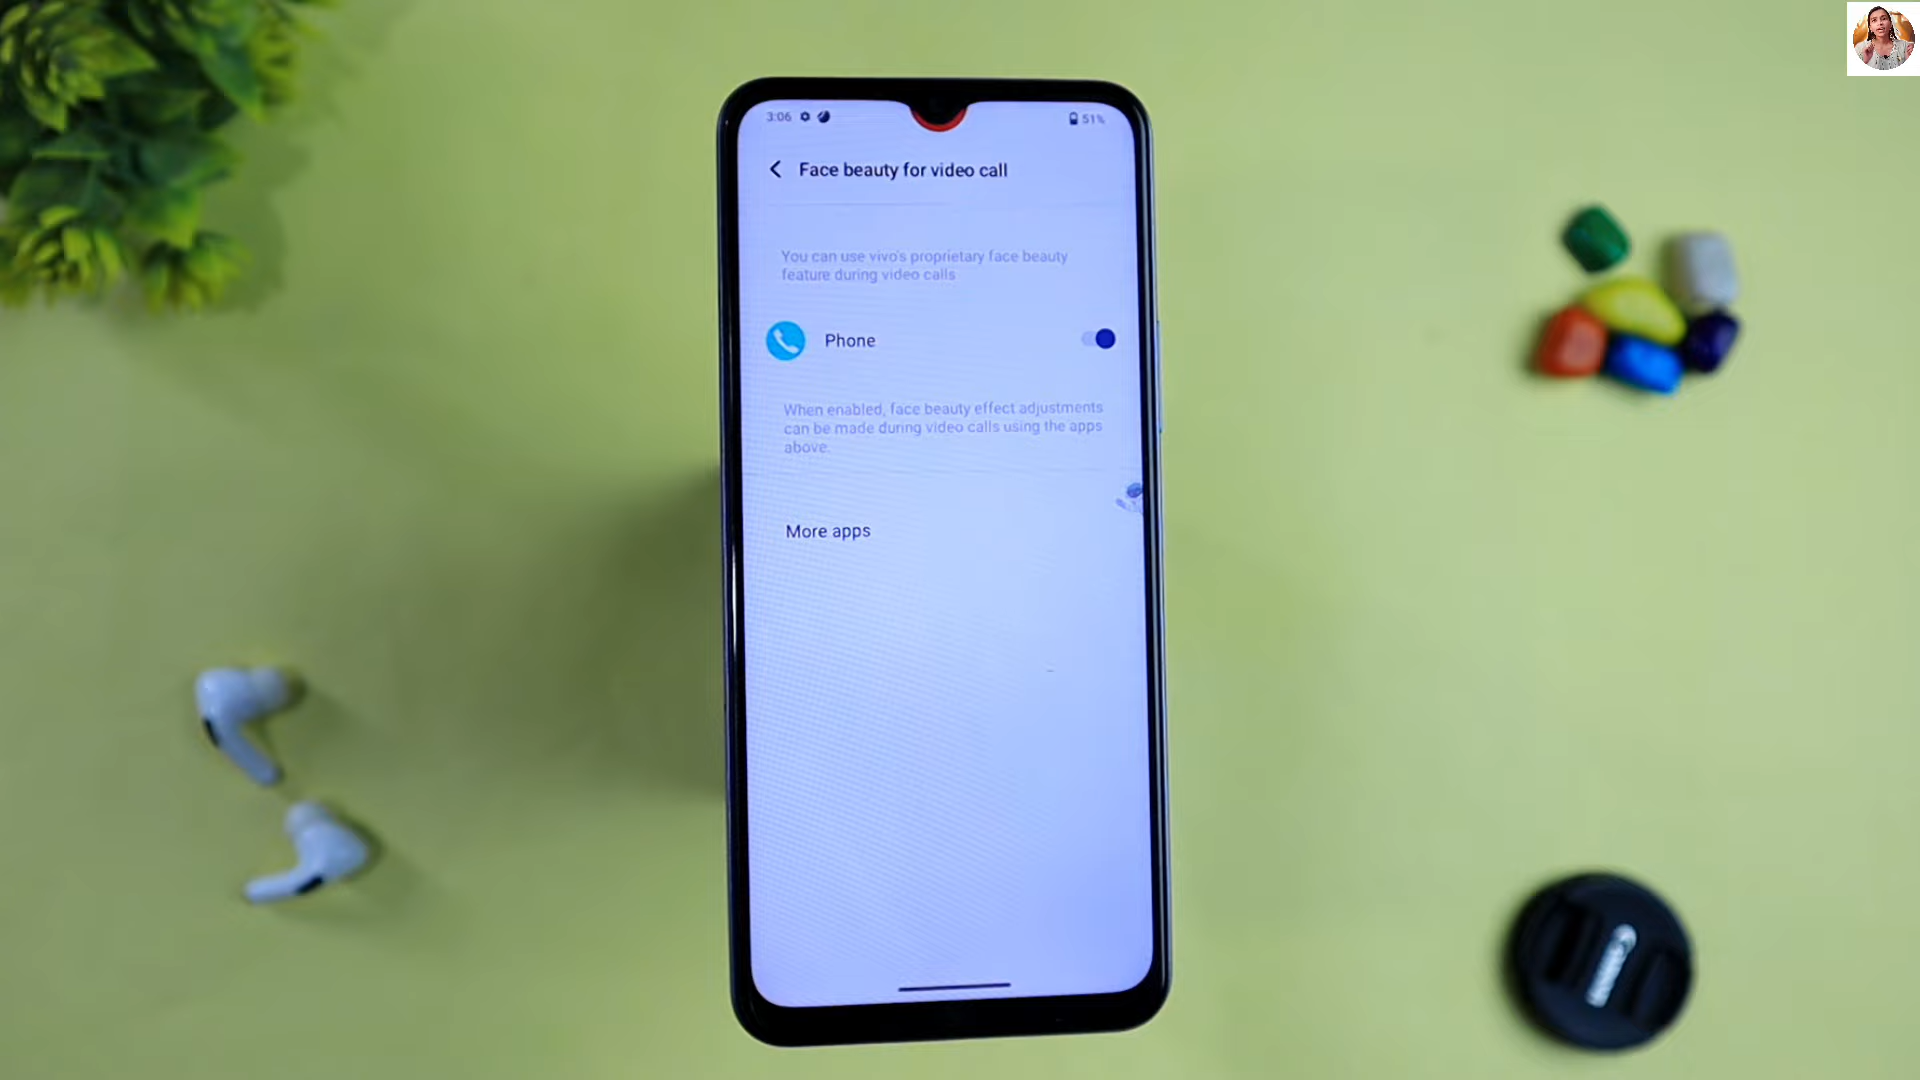 3:06
51%
Face beauty for video call
You can use vivo's proprietary face beauty
feature during video calls
Phone
When enabled, face beauty effect adjustments
can be made during video calls using the apps
above.
More apps
Canon